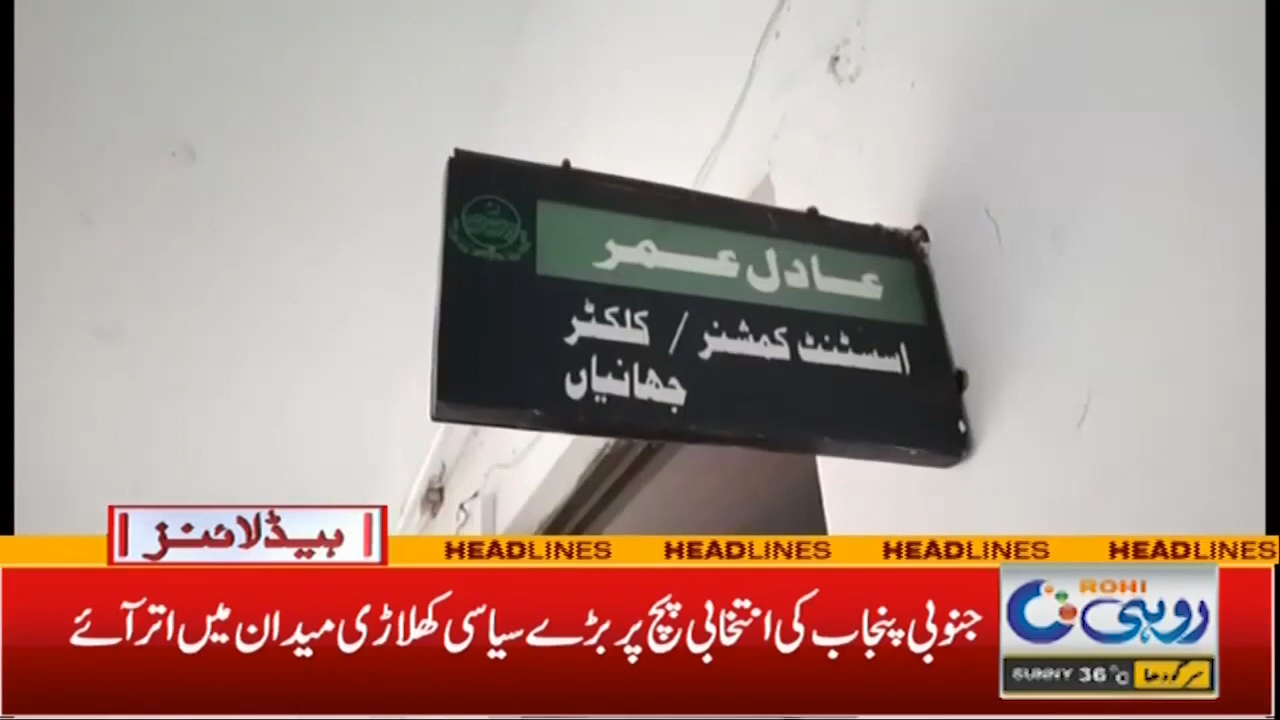 عادل عمر
اسسٹنٹ کمشنر / کلکٹر
جھانیاں
ہیڈلائنز
HEADLINES HEADLINES HEADLINES HEADLINES
جنوبی پنجاب کی انتخابی پچ پر بڑے سیاسی کھلاڑی میدان میں اتر آئے
ROHI
روہی
SUNNY 36°C سرگودھا